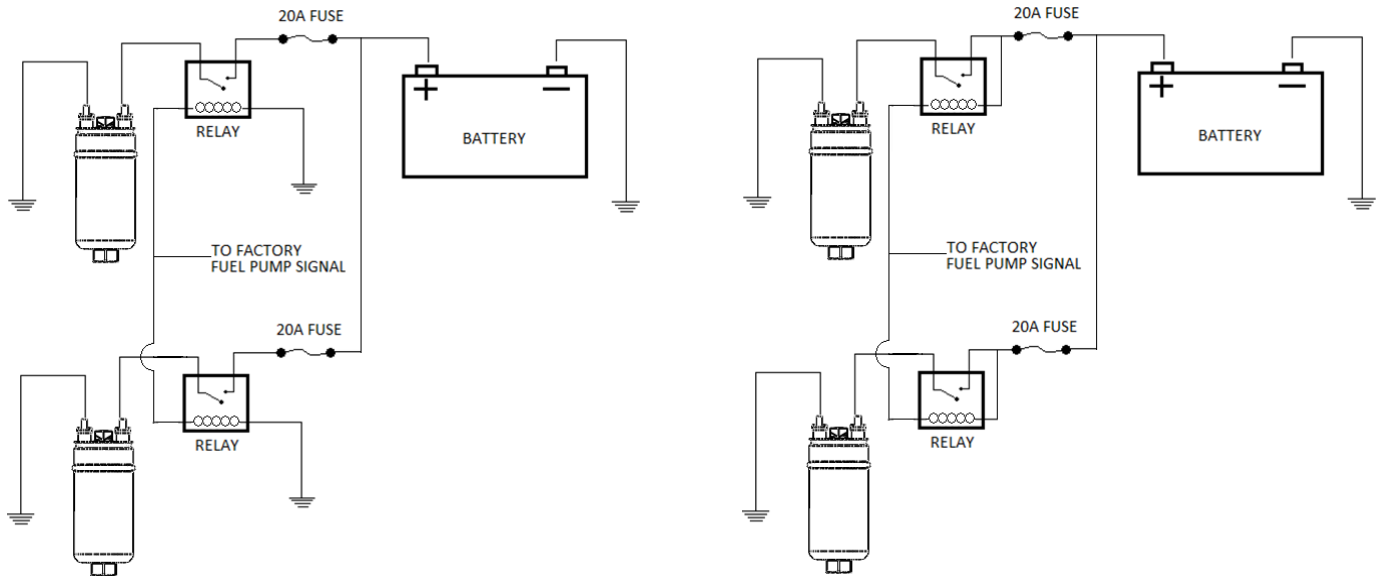 20A FUSE
+
−
RELAY
BATTERY
TO FACTORY
FUEL PUMP SIGNAL
20A FUSE
RELAY
20A FUSE
+
−
RELAY
BATTERY
TO FACTORY
FUEL PUMP SIGNAL
20A FUSE
RELAY